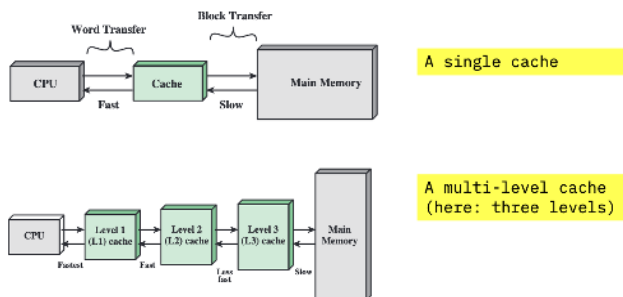 Word Transfer
Block Transfer
CPU
Cache
Main Memory
Fast
Slow
A single cache
CPU
Level 1
(L1) cache
Level 2
(L2) cache
Level 3
(L3) cache
Main
Memory
Fastest
Fast
Less
fast
Slow
A multi-level cache
(here: three levels)